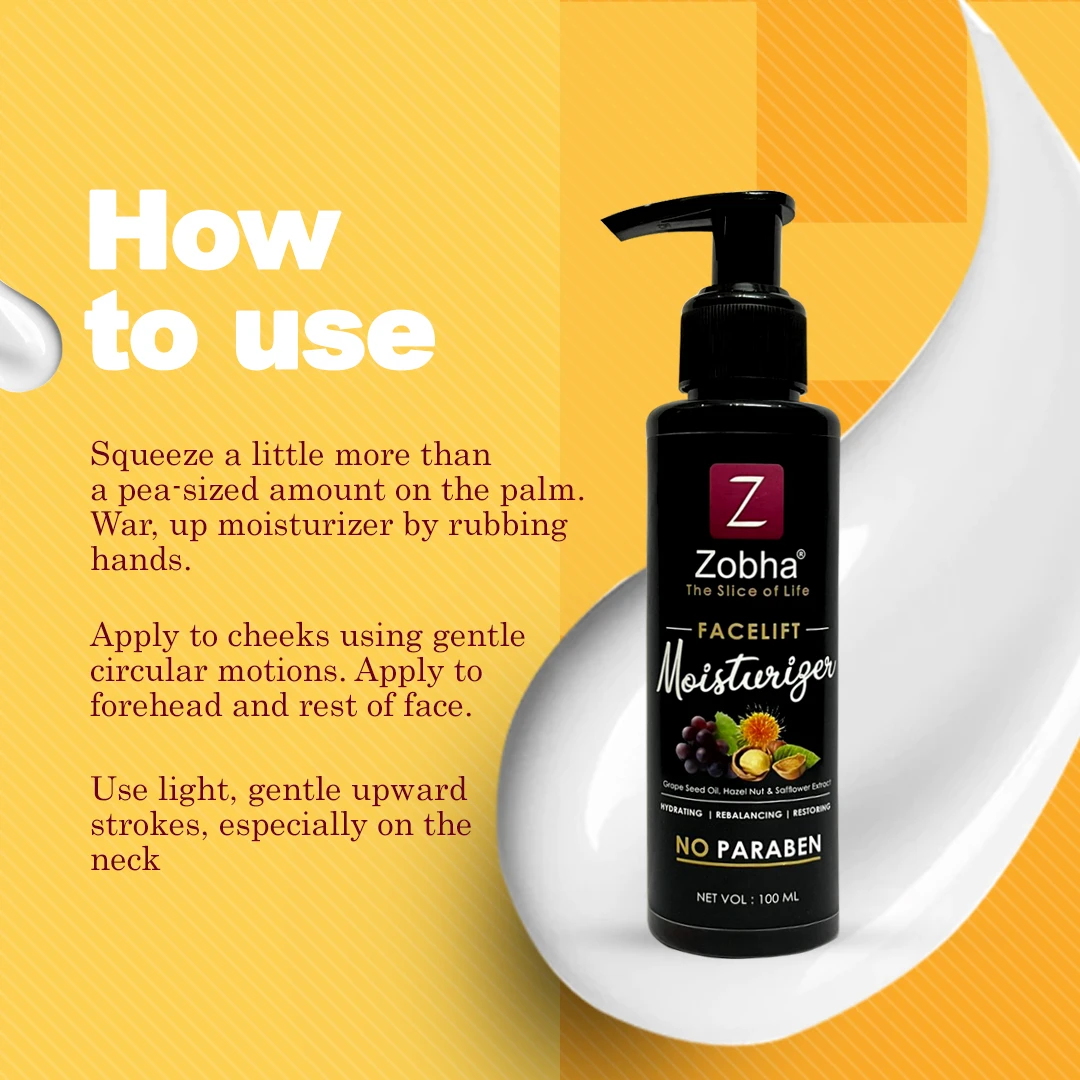 How
to use
Squeeze a little more than
a pea-sized amount on the palm.
War, up moisturizer by rubbing
hands.
Apply to cheeks using gentle
circular motions. Apply to
forehead and rest of face.
Use light, gentle upward
strokes, especially on the
neck
Z
Zobha®
The Slice of Life
FACELIFT
Moisturizer
Grape Seed Oil, Hazel Nut & Safflower Extract
HYDRATING | REBALANCING | RESTORING
NO PARABEN
NET VOL : 100 ML